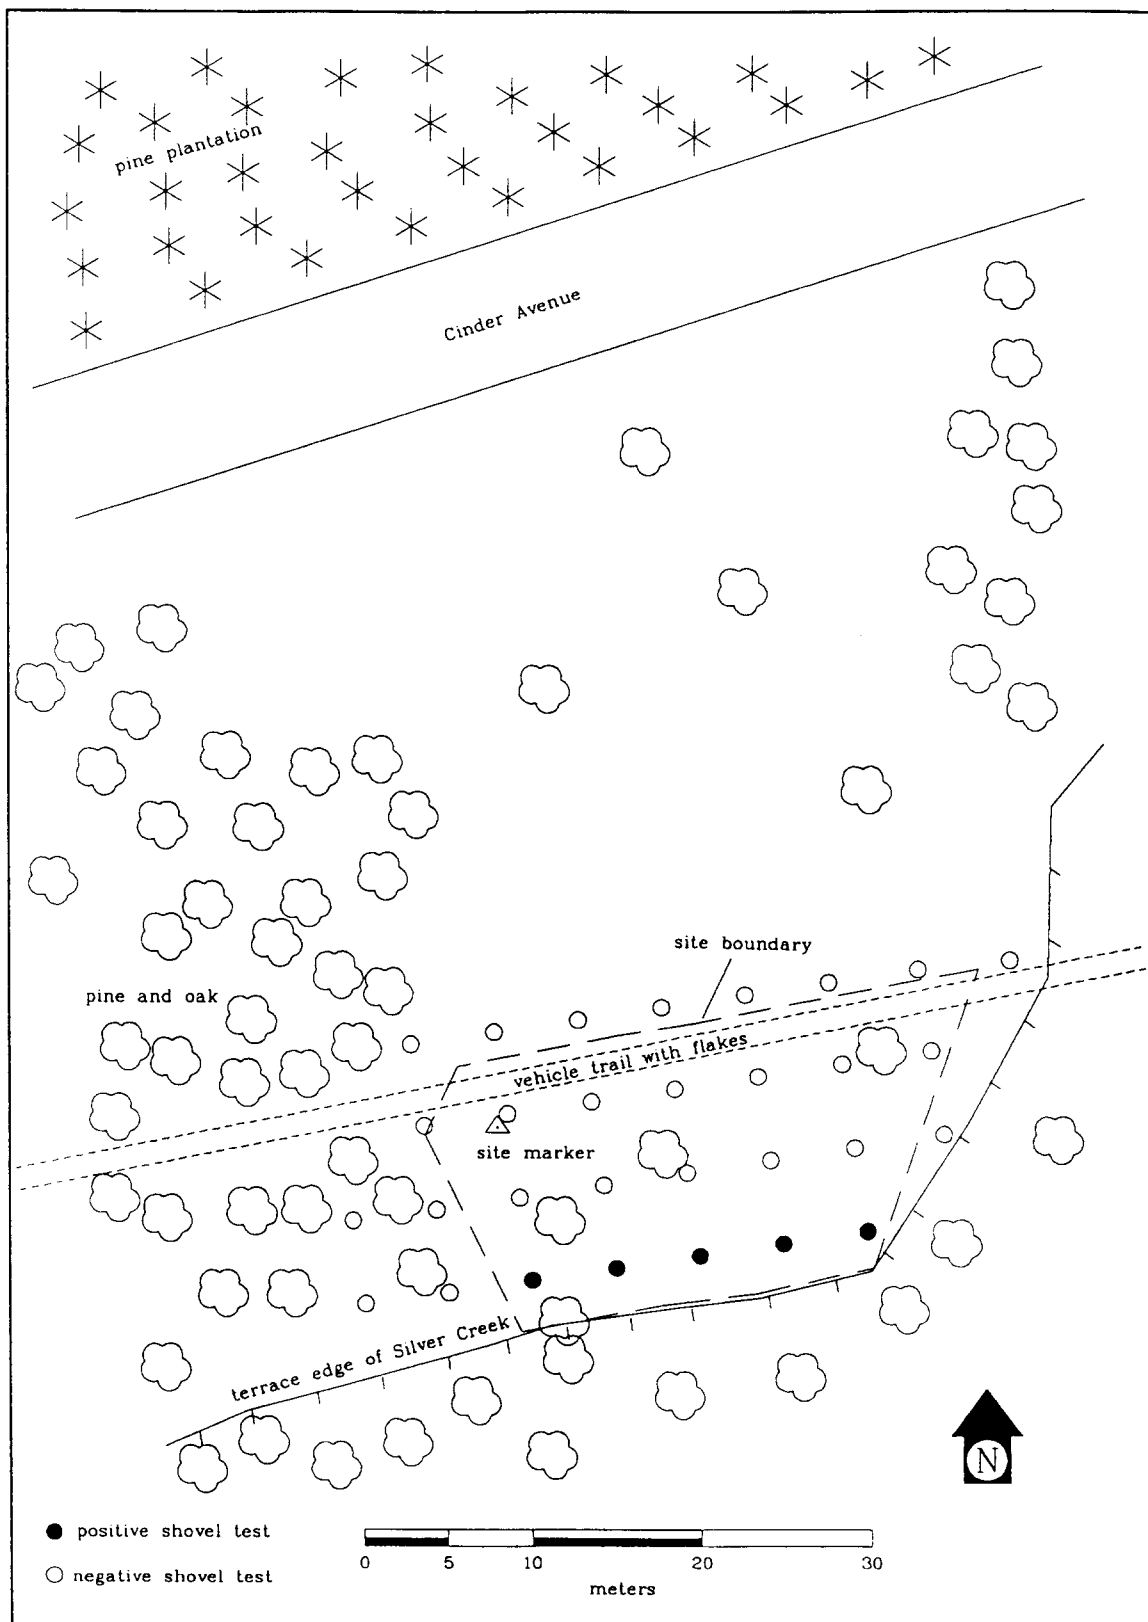 pine plantation
Cinder Avenue
site boundary
pine and oak
vehicle trail with flakes
site marker
terrace edge of Silver Creek
N
positive shovel test
negative shovel test
0 5 10 20 30
meters